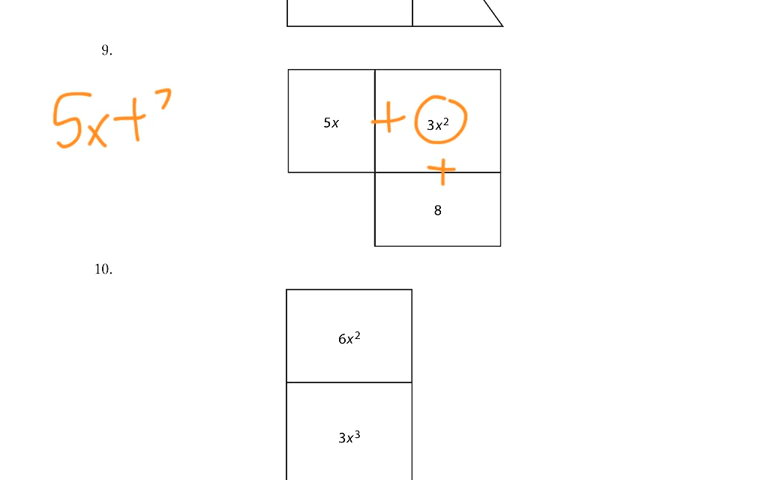 9.
5x+
5x + 3x²
+
8
10.
6x²
3x³